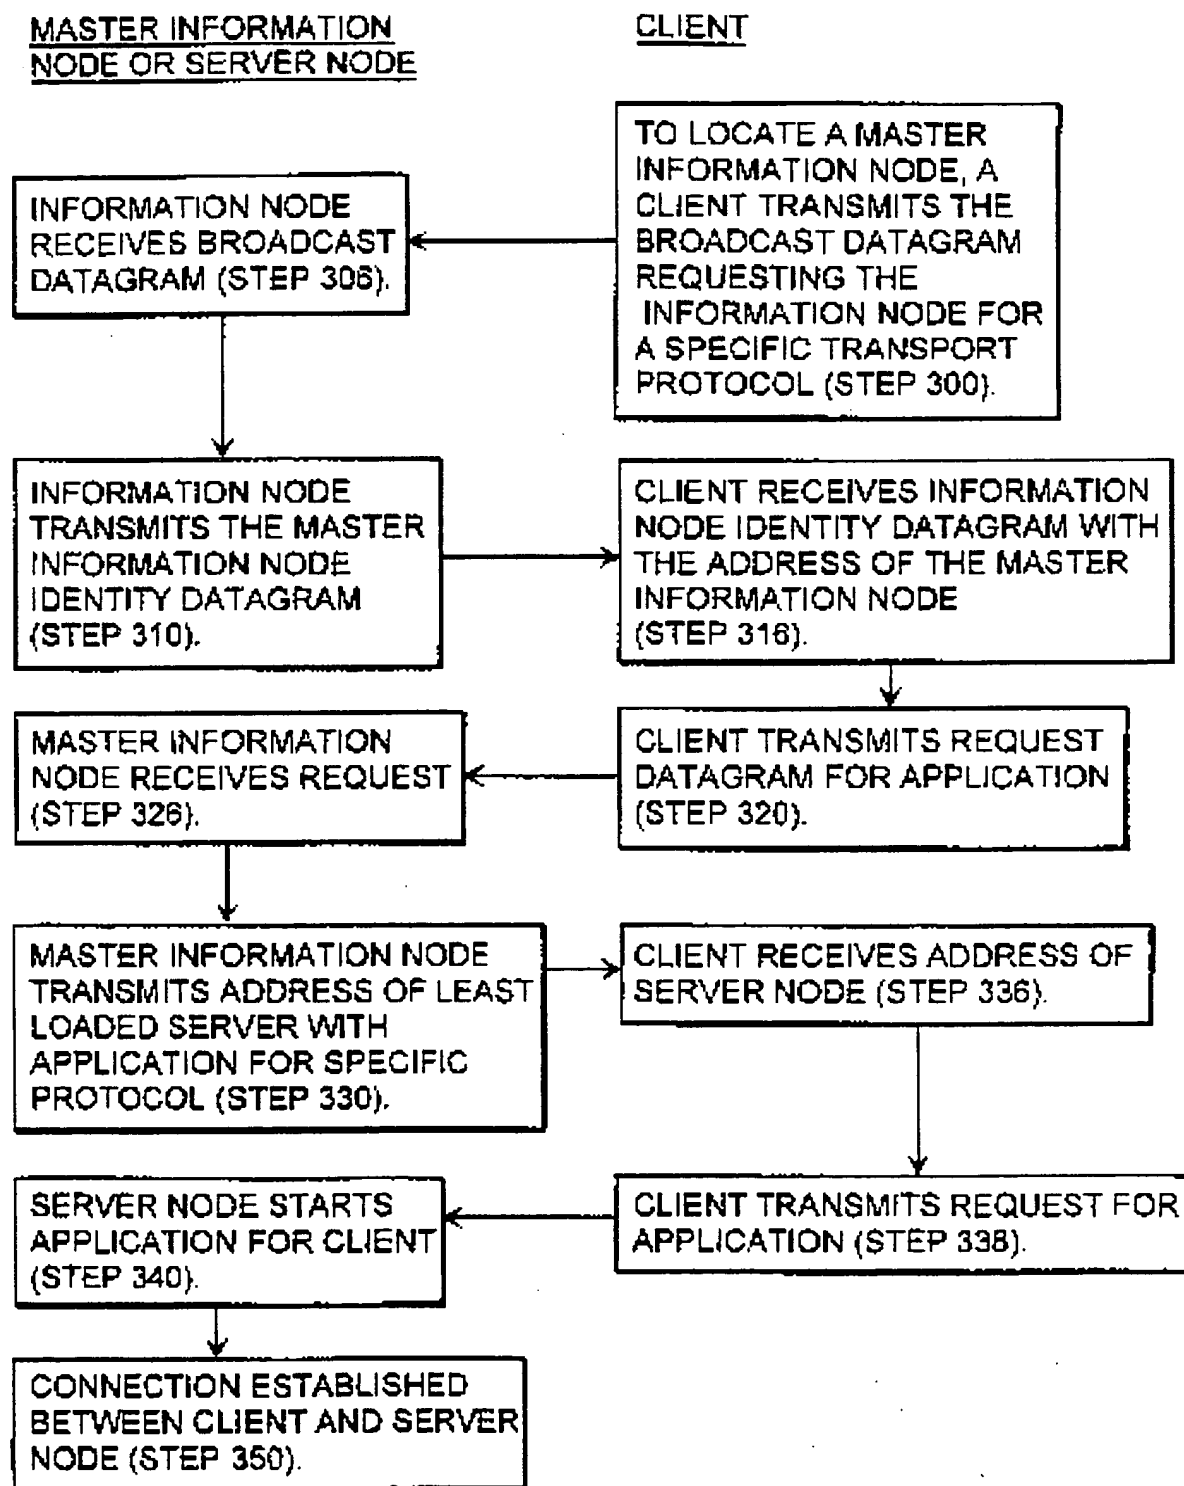 MASTER INFORMATION
NODE OR SERVER NODE
CLIENT
TO LOCATE A MASTER
INFORMATION NODE, A
CLIENT TRANSMITS THE
BROADCAST DATAGRAM
REQUESTING THE
INFORMATION NODE FOR
A SPECIFIC TRANSPORT
PROTOCOL (STEP 300).
INFORMATION NODE
RECEIVES BROADCAST
DATAGRAM (STEP 306).
INFORMATION NODE
TRANSMITS THE MASTER
INFORMATION NODE
IDENTITY DATAGRAM
(STEP 310).
CLIENT RECEIVES INFORMATION
NODE IDENTITY DATAGRAM WITH
THE ADDRESS OF THE MASTER
INFORMATION NODE
(STEP 316).
CLIENT TRANSMITS REQUEST
DATAGRAM FOR APPLICATION
(STEP 320).
MASTER INFORMATION
NODE RECEIVES REQUEST
(STEP 326).
MASTER INFORMATION NODE
TRANSMITS ADDRESS OF LEAST
LOADED SERVER WITH
APPLICATION FOR SPECIFIC
PROTOCOL (STEP 330).
CLIENT RECEIVES ADDRESS OF
SERVER NODE (STEP 336).
CLIENT TRANSMITS REQUEST FOR
APPLICATION (STEP 338).
SERVER NODE STARTS
APPLICATION FOR CLIENT
(STEP 340).
CONNECTION ESTABLISHED
BETWEEN CLIENT AND SERVER
NODE (STEP 350).